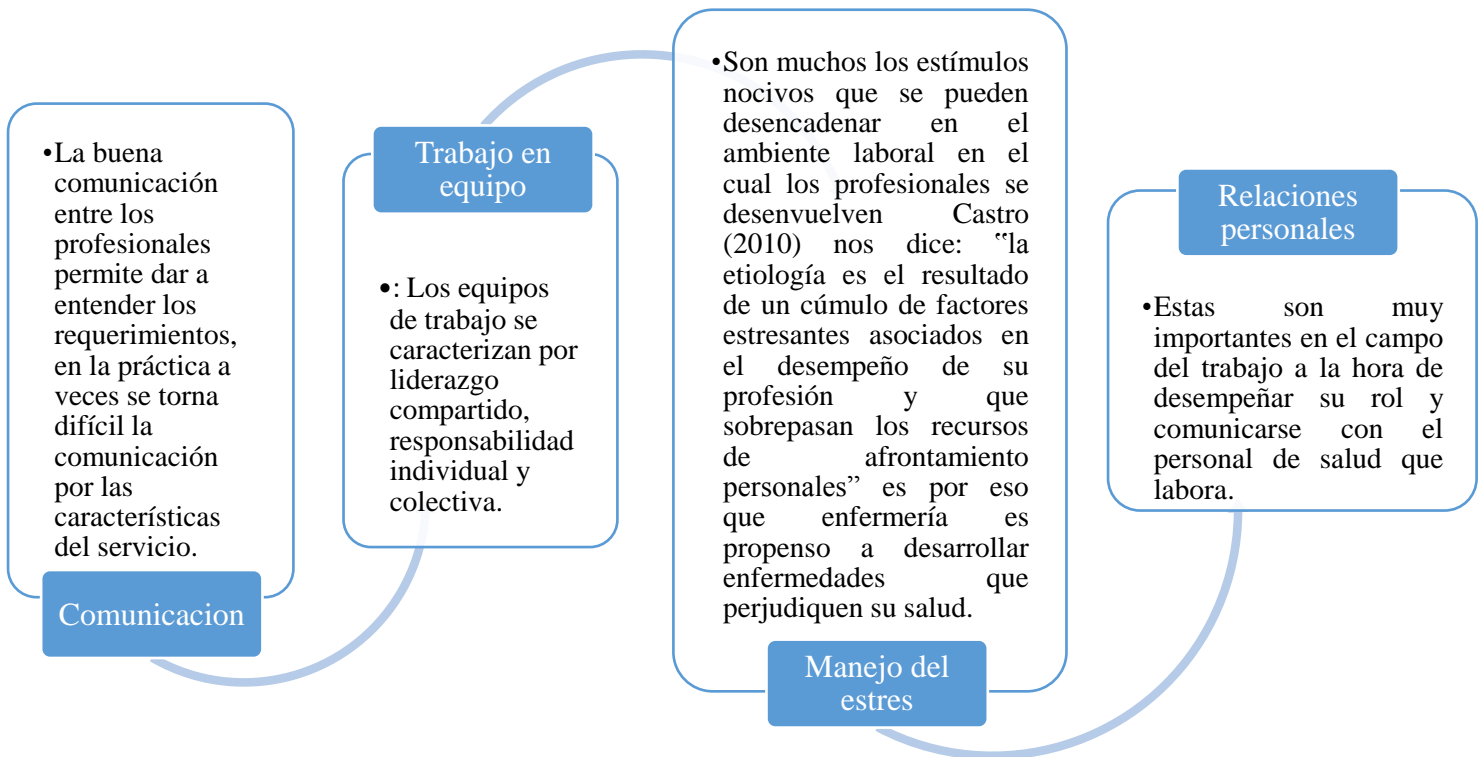 •La buena
comunicación
entre los
profesionales
permite dar a
entender los
requerimientos,
en la práctica a
veces se torna
difícil la
comunicación
por las
características
del servicio.
Comunicacion
Trabajo en
equipo
•: Los equipos
de trabajo se
caracterizan por
liderazgo
compartido,
responsabilidad
individual y
colectiva.
•Son muchos los estímulos
nocivos que se pueden
desencadenar en el
ambiente laboral en el
cual los profesionales se
desenvuelven Castro
(2010) nos dice: “la
etiología es el resultado
de un cúmulo de factores
estresantes asociados en
el desempeño de su
profesión y que
sobrepasan los recursos
de afrontamiento
personales” es por eso
que enfermería es
propenso a desarrollar
enfermedades que
perjudiquen su salud.
Manejo del
estres
Relaciones
personales
•Estas son muy
importantes en el campo
del trabajo a la hora de
desempeñar su rol y
comunicarse con el
personal de salud que
labora.